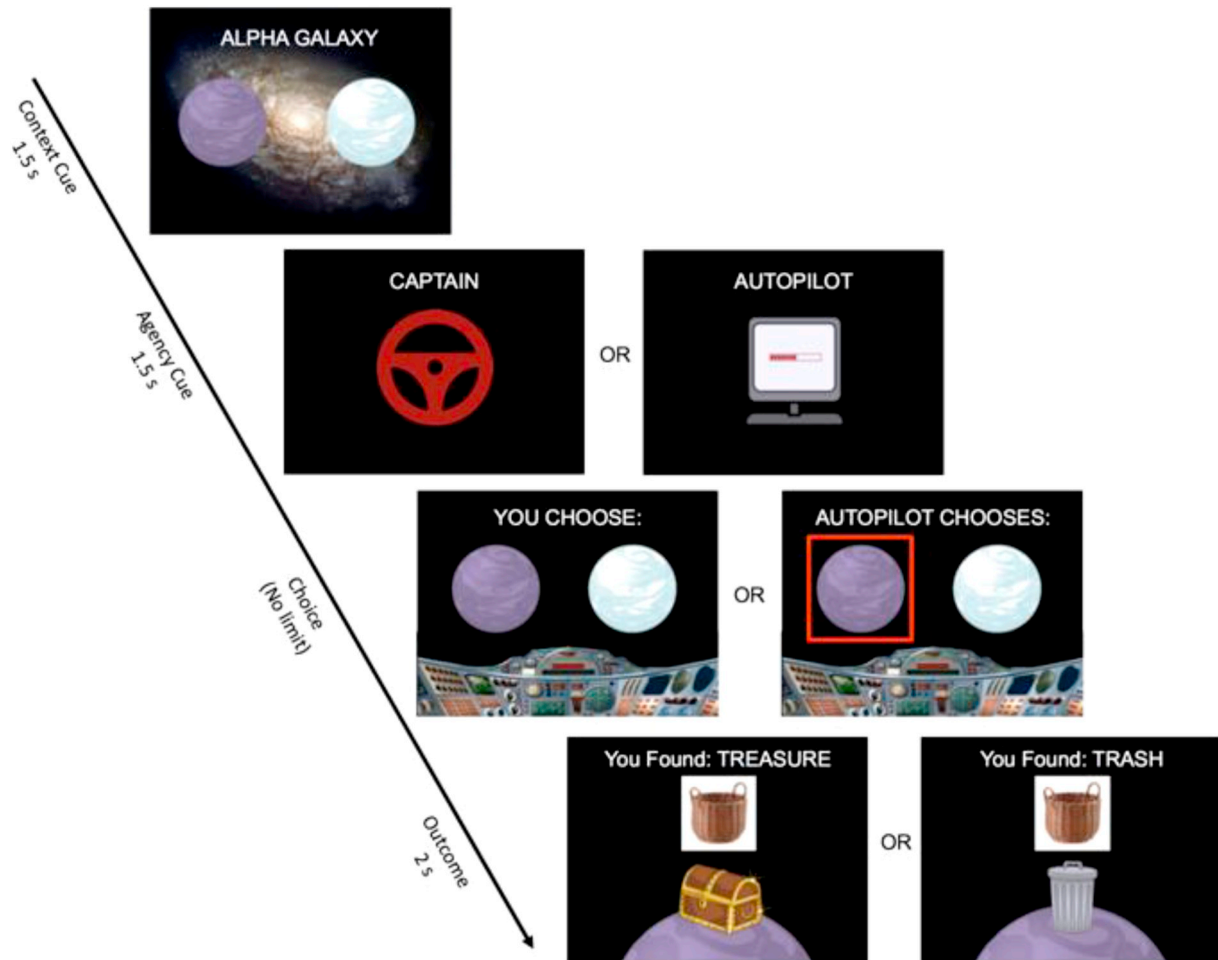 ALPHA GALAXY
Context Cue
1.5 s
CAPTAIN
OR
AUTOPILOT
Agency Cue
1.5 s
YOU CHOOSE:
OR
AUTOPILOT CHOOSES:
Choice
(No limit)
You Found: TREASURE
OR
You Found: TRASH
Outcome
2 s